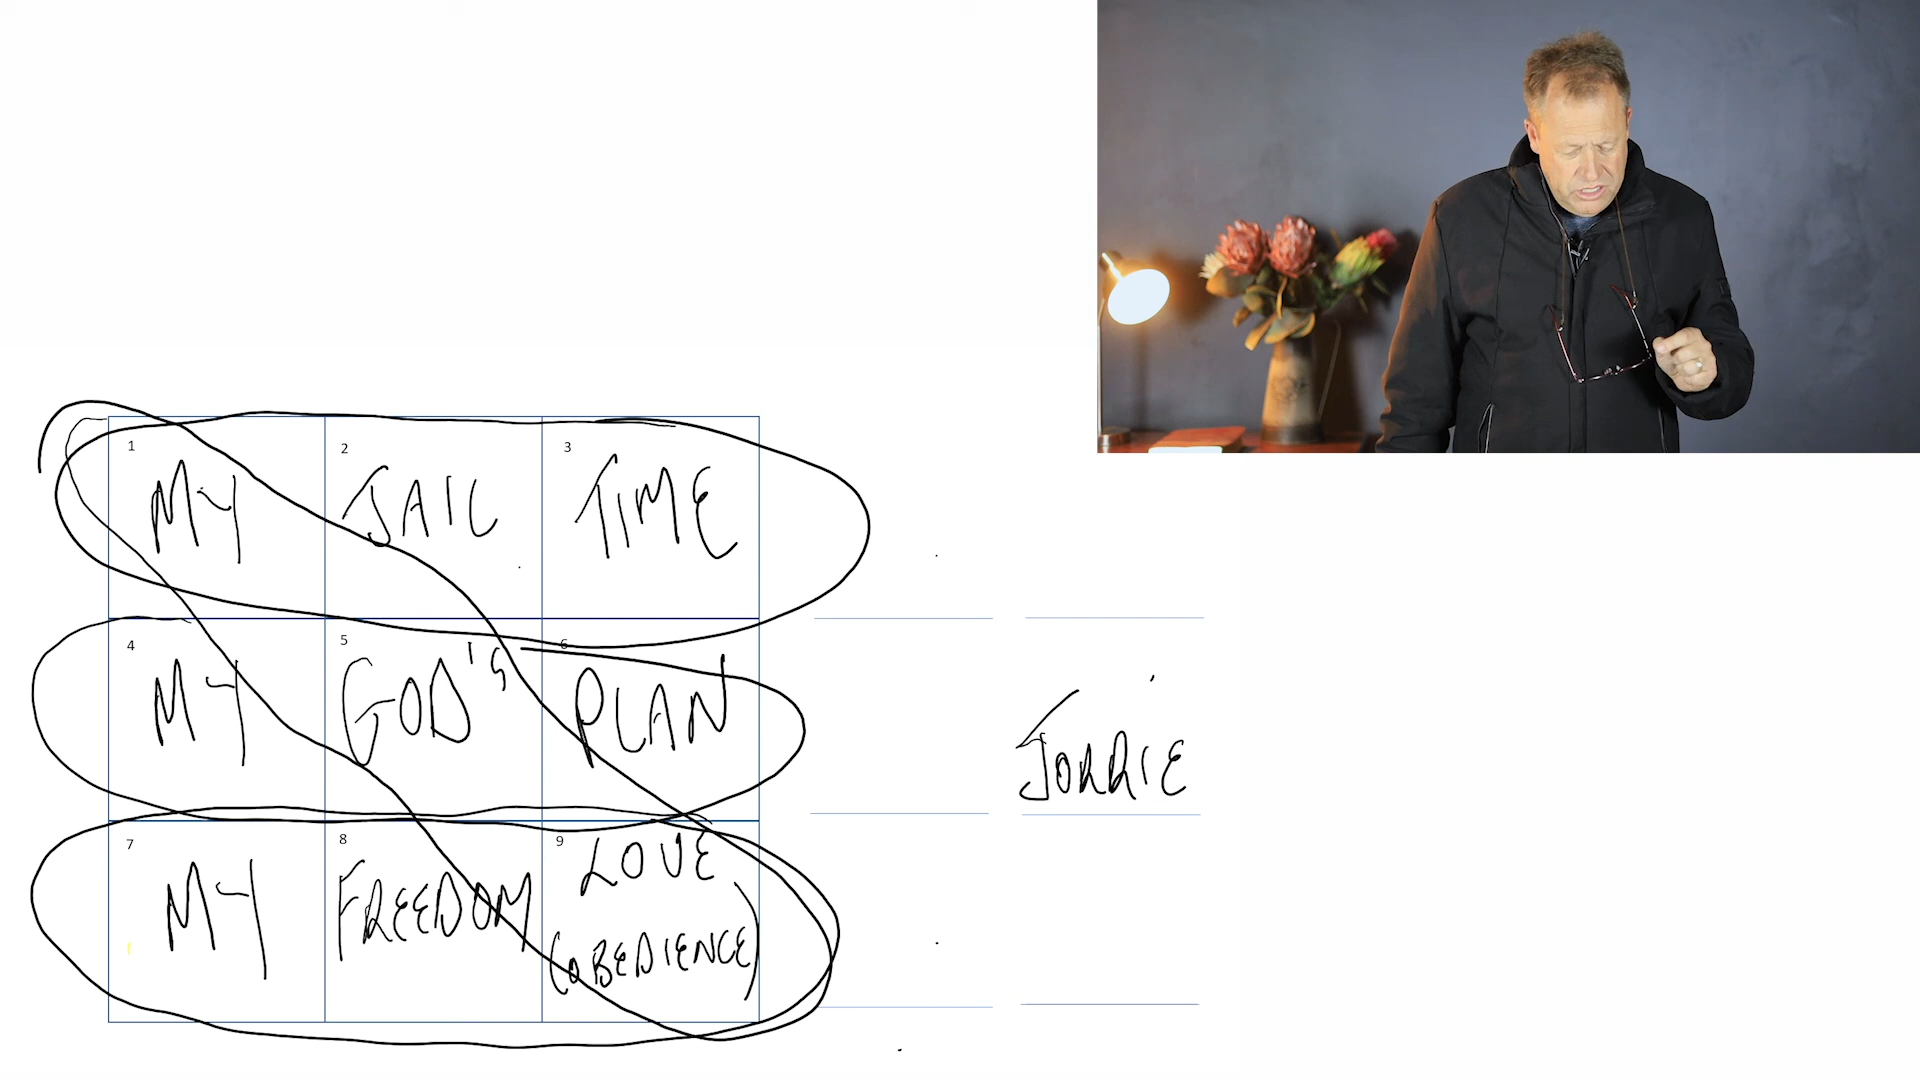 1 2 3
MY JAIL TIME
4 5 6
MY GOD'S PLAN
JORRIE
7 8 9
MY FREEDOM LOVE
(OBEDIENCE)